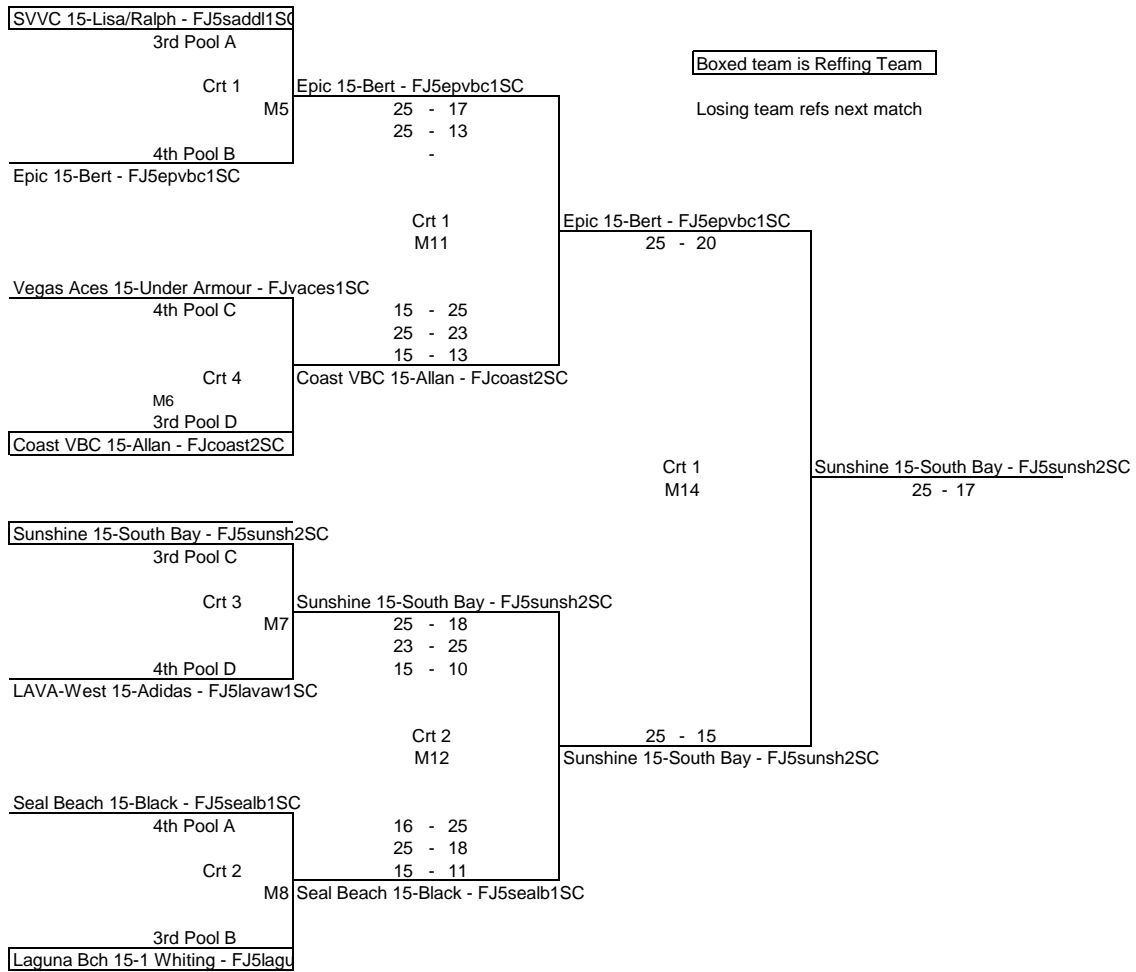 SVVC 15-Lisa/Ralph - FJ5saddl1SC
3rd Pool A
Boxed team is Reffing Team
Crt 1
Epic 15-Bert - FJ5epvbc1SC
M5
25 - 17
Losing team refs next match
25 - 13
4th Pool B
-
Epic 15-Bert - FJ5epvbc1SC
Crt 1
Epic 15-Bert - FJ5epvbc1SC
M11
25 - 20
Vegas Aces 15-Under Armour - FJvaces1SC
4th Pool C
15 - 25
25 - 23
15 - 13
Crt 4
Coast VBC 15-Allan - FJcoast2SC
M6
3rd Pool D
Coast VBC 15-Allan - FJcoast2SC
Crt 1
Sunshine 15-South Bay - FJ5sunsh2SC
M14
25 - 17
Sunshine 15-South Bay - FJ5sunsh2SC
3rd Pool C
Crt 3
Sunshine 15-South Bay - FJ5sunsh2SC
M7
25 - 18
23 - 25
4th Pool D
15 - 10
LAVA-West 15-Adidas - FJ5lavaw1SC
Crt 2
25 - 15
M12
Sunshine 15-South Bay - FJ5sunsh2SC
Seal Beach 15-Black - FJ5sealb1SC
4th Pool A
16 - 25
25 - 18
Crt 2
15 - 11
M8
Seal Beach 15-Black - FJ5sealb1SC
3rd Pool B
Laguna Bch 15-1 Whiting - FJ5lagu